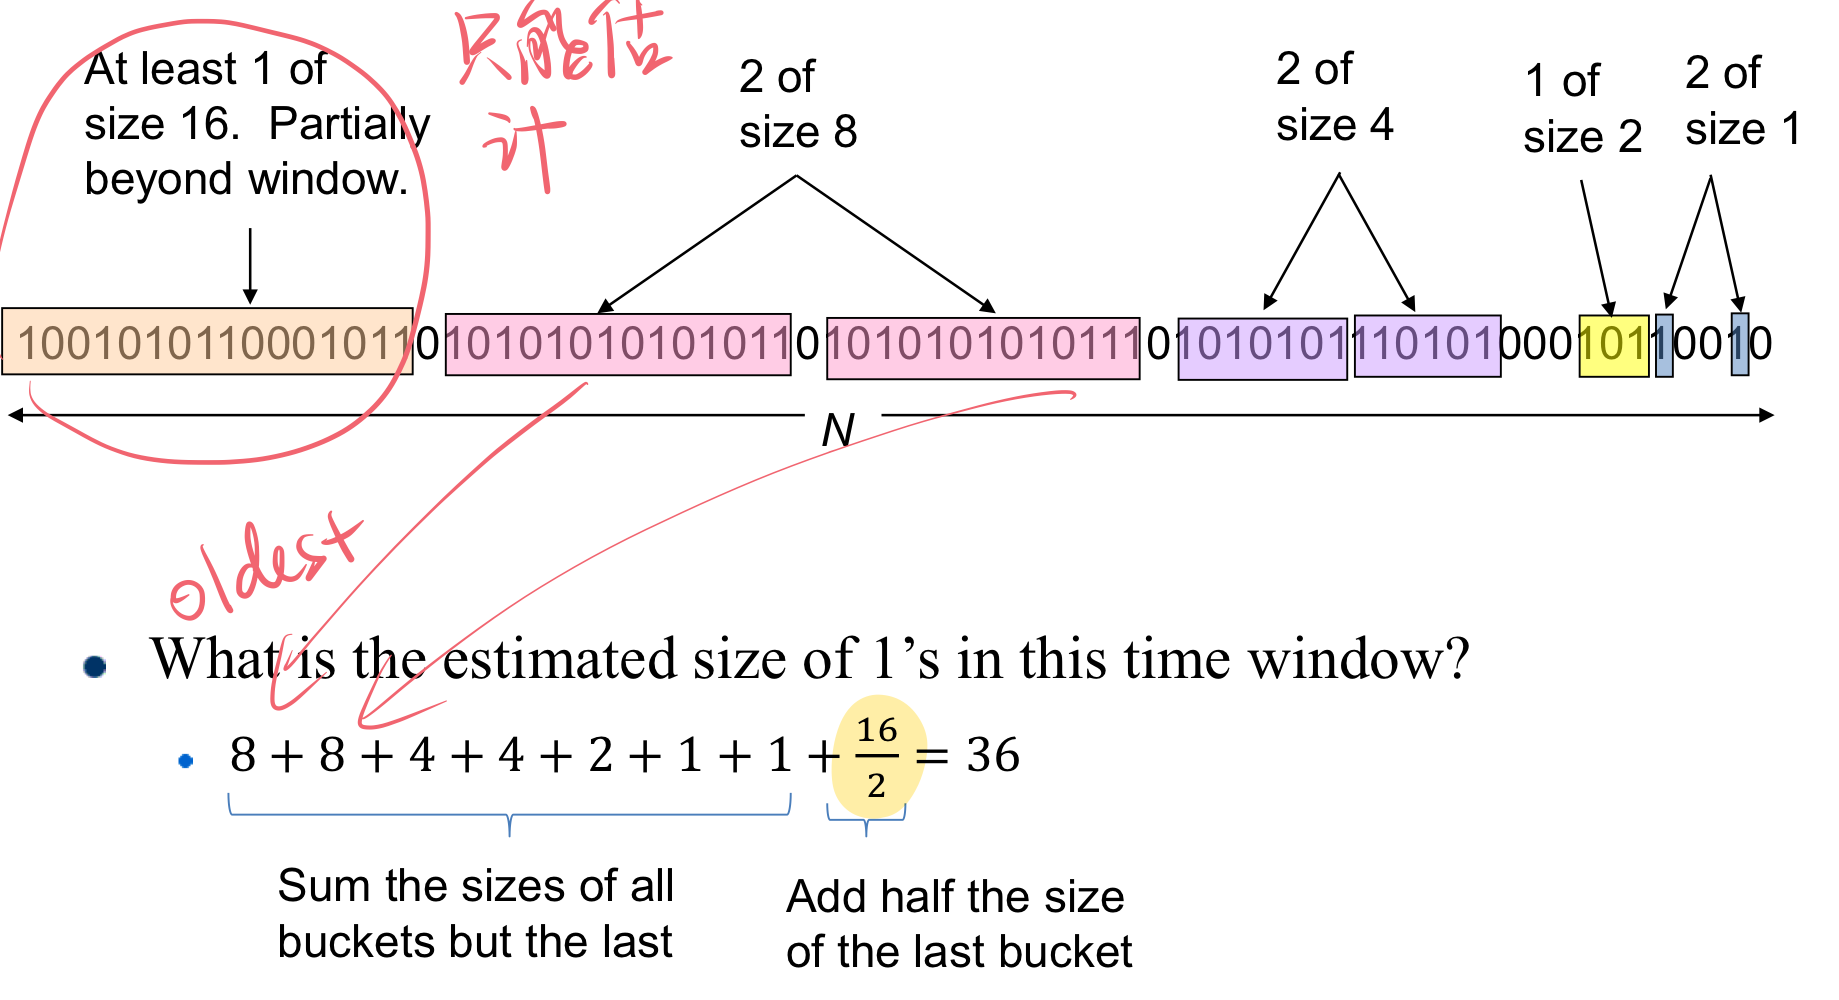 At least 1 of
size 16. Partially
beyond window.
只能估
计
2 of
size 8
2 of
size 4
1 of
size 2
2 of
size 1
1001010110001011010101010101011010101010101110101010111010100010110010
N
oldest
• What is the estimated size of 1’s in this time window?
• 8 + 8 + 4 + 4 + 2 + 1 + 1 + 16/2 = 36
Sum the sizes of all
buckets but the last
Add half the size
of the last bucket